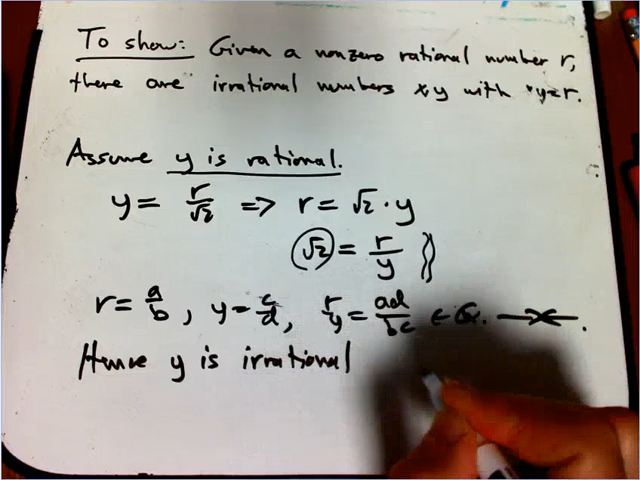 To show: Given a nonzero rational number r,
there are irrational numbers x,y with xy=r.
Assume y is rational.
y = r/√2 => r = √2 · y
√2 = r/y
r = a/b, y = c/d, r/y = ad/bc ∈ Q.
Hence y is irrational